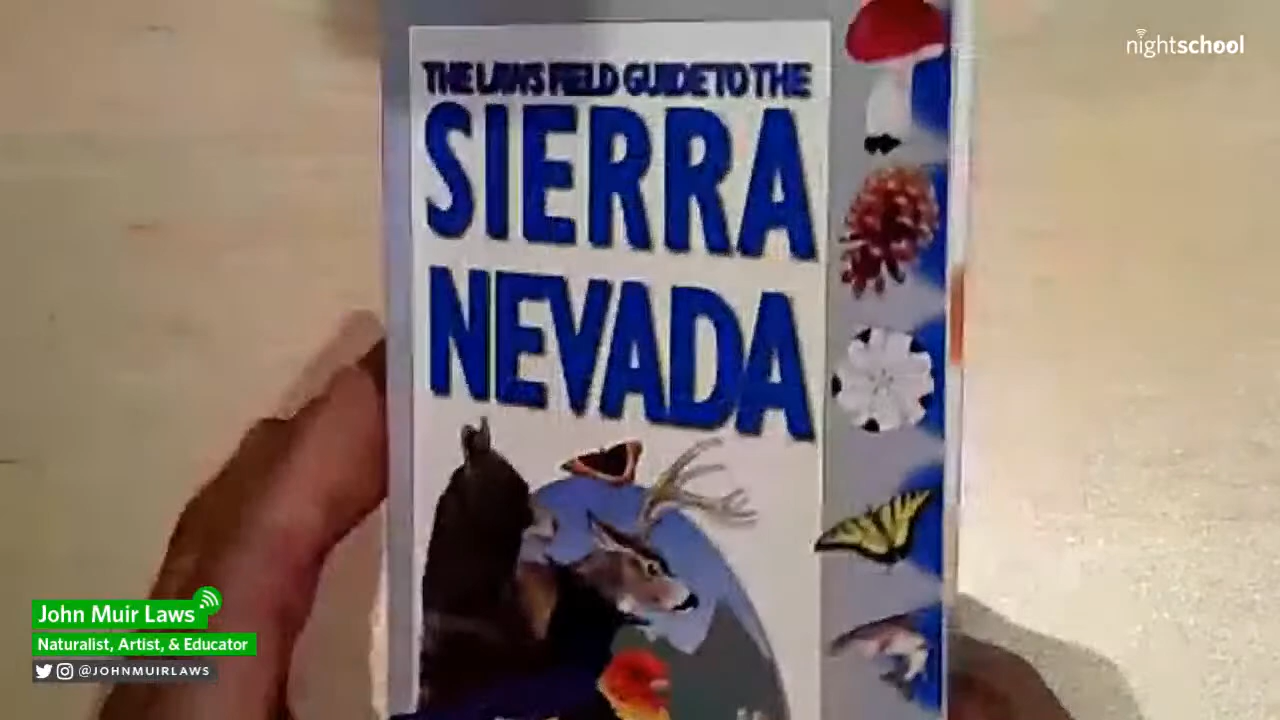 nightschool
THE LAWS FIELD GUIDE TO THE
SIERRA
NEVADA
John Muir Laws
Naturalist, Artist, & Educator
@JOHNMUIRLAWS